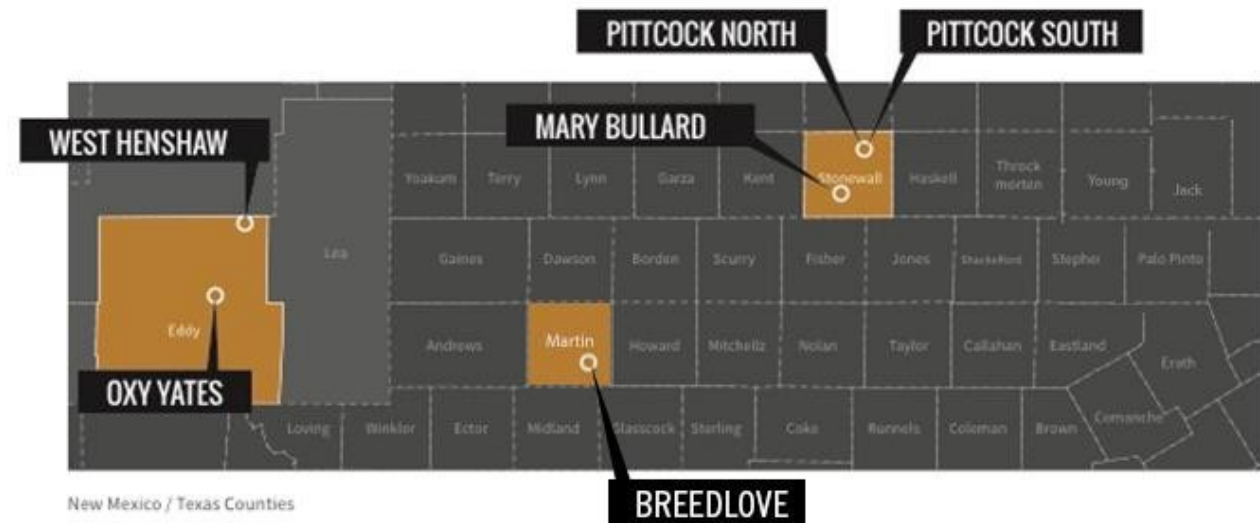 PITTCOCK NORTH PITTCOCK SOUTH
MARY BULLARD
WEST HENSHAW
Yoakum Terry Lynn Garza Kent Stonewall Haskell Throck morton Young Jack
Lea
Gaines Dawson Borden Scurry Fisher Jones Shackelford Stepher Palo Pinto
Eddy
Andrews Martin Howard Mitchellz Nolan Taylor Callahan Eastland Erath
OXY YATES
Loving Winkler Ector Midland Glasscock Sterling Coke Runnels Coleman Brown Comanche
BREEDLOVE
New Mexico / Texas Counties